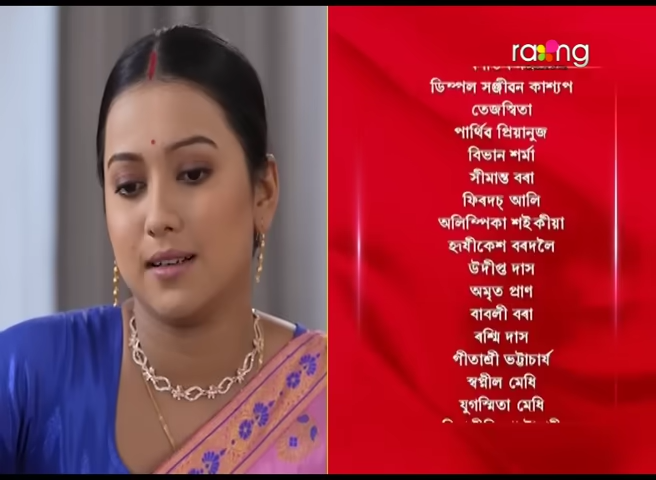 rang
ডিম্পল সঞ্জীৱন কাশ্যপ
তেজস্বিতা
পাৰ্থিৱ প্ৰিয়ানুজ
বিভান শৰ্মা
সীমান্ত বৰা
ফিৰদচ্ আলি
অলিম্পিকা শইকীয়া
হৃষীকেশ বৰদলৈ
উদীপ্ত দাস
অমৃত প্ৰাণ
বাবলী বৰা
ৰশ্মি দাস
গীতাশ্ৰী ভট্টাচাৰ্য
স্বপ্নীল মেধি
যুগস্মিতা মেধি